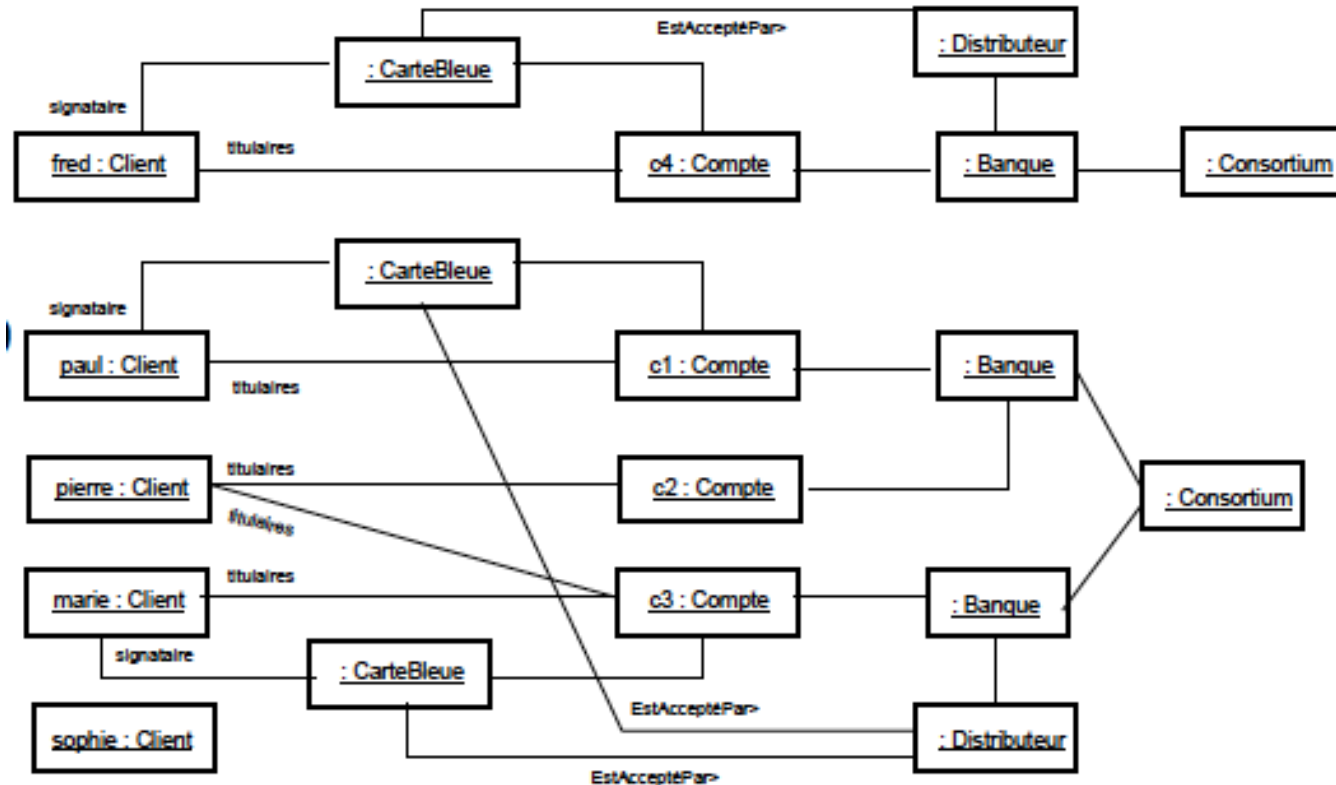 EstAcceptéPar>
: Distributeur
: CarteBleue
signataire
fred : Client
titulaires
c4 : Compte
: Banque
: Consortium
: CarteBleue
signataire
paul : Client
titulaires
c1 : Compte
: Banque
pierre : Client
titulaires
c2 : Compte
: Consortium
titulaires
marie : Client
titulaires
c3 : Compte
: Banque
signataire
: CarteBleue
EstAcceptéPar>
sophie : Client
: Distributeur
EstAcceptéPar>